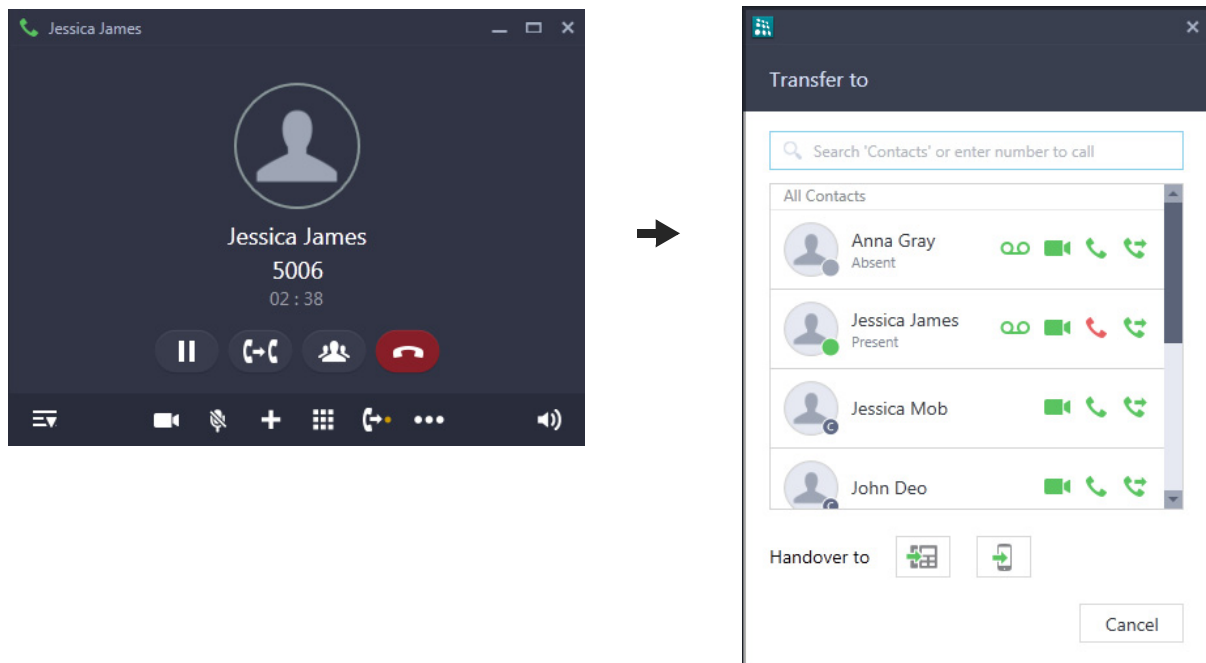 Jessica James
Jessica James
5006
02 : 38
Transfer to
Search 'Contacts' or enter number to call
All Contacts
Anna Gray
Absent
Jessica James
Present
Jessica Mob
C
John Deo
C
Handover to
Cancel